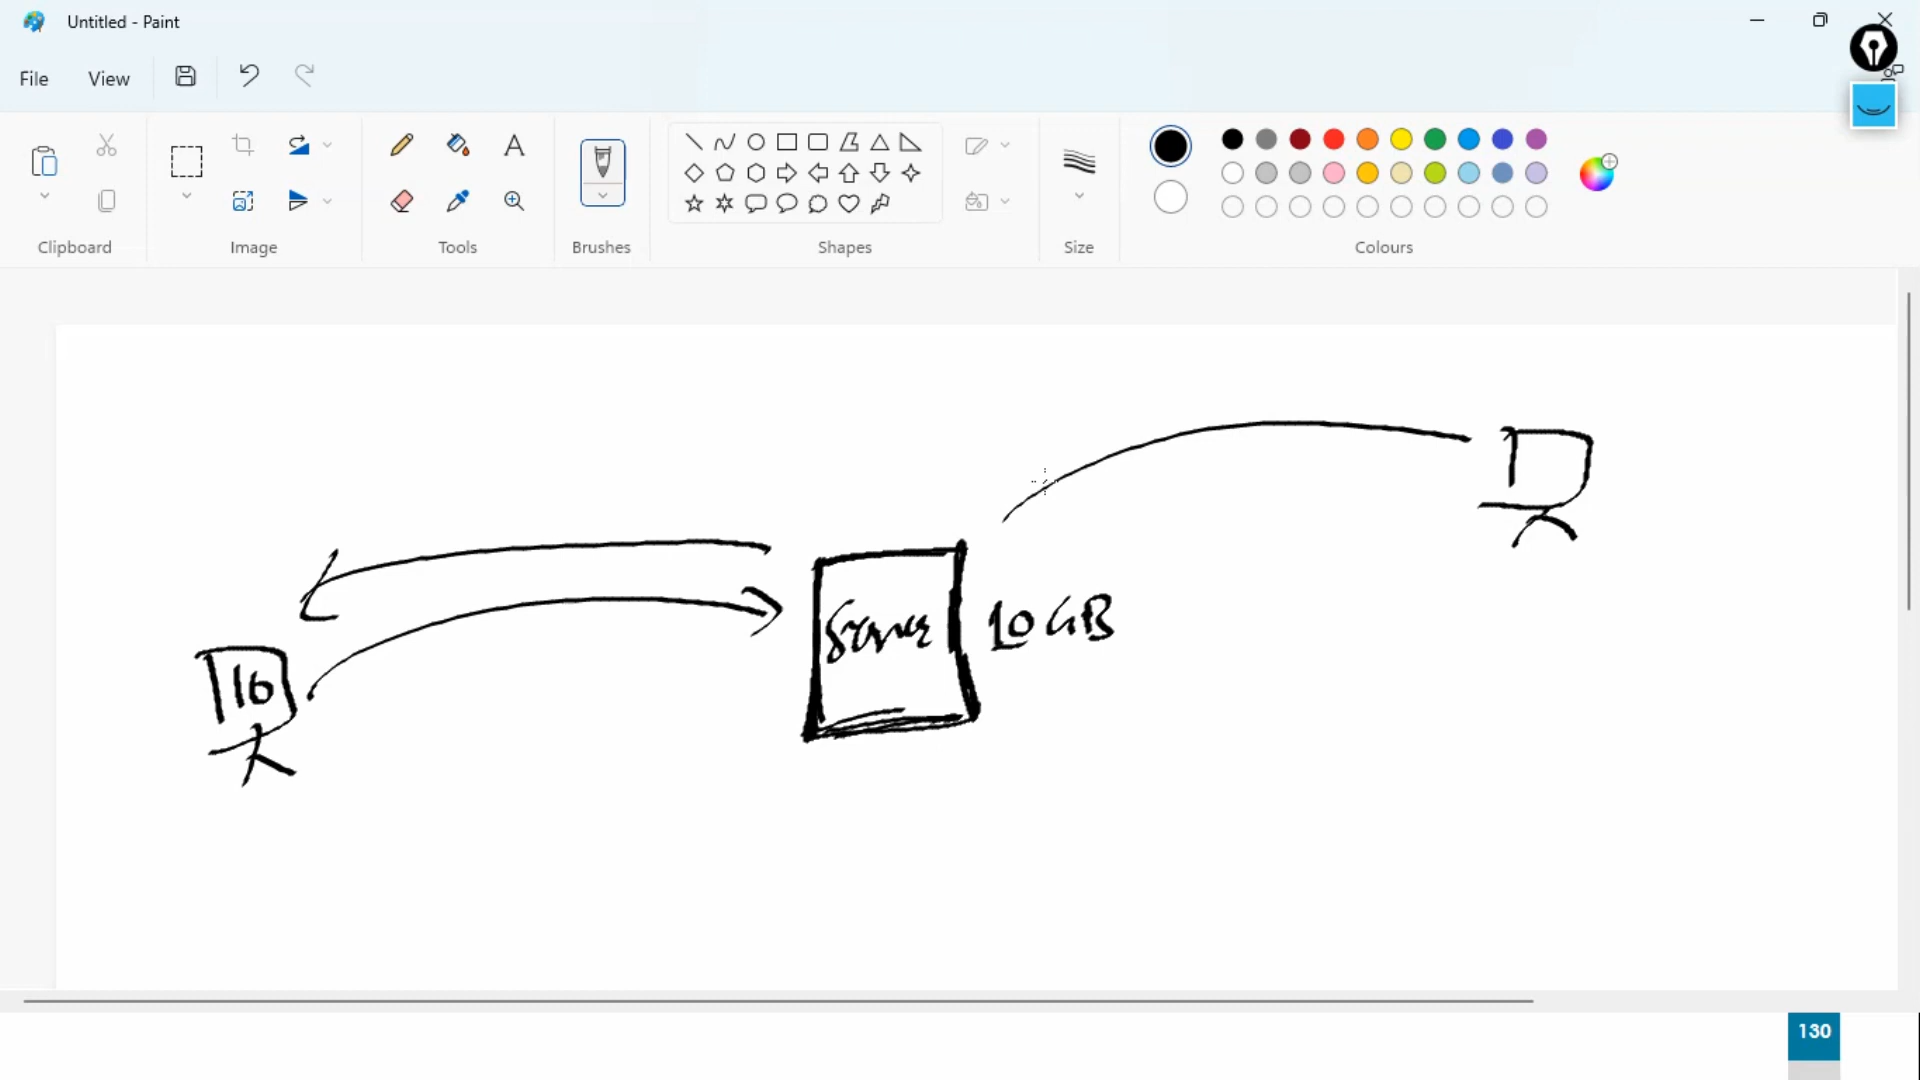 Untitled - Paint
File View
Clipboard Image Tools Brushes Shapes Size Colours
Server 10 GB
16
130